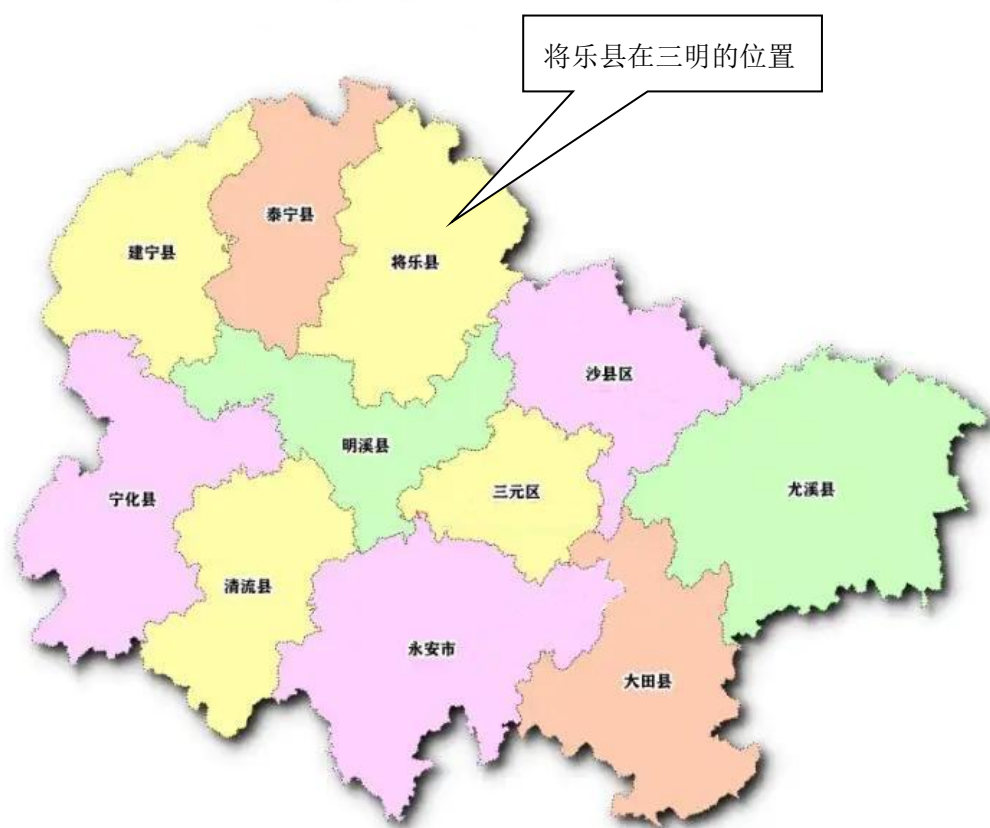 将乐县在三明的位置
泰宁县
建宁县
将乐县
沙县区
明溪县
宁化县
三元区
尤溪县
清流县
永安市
大田县